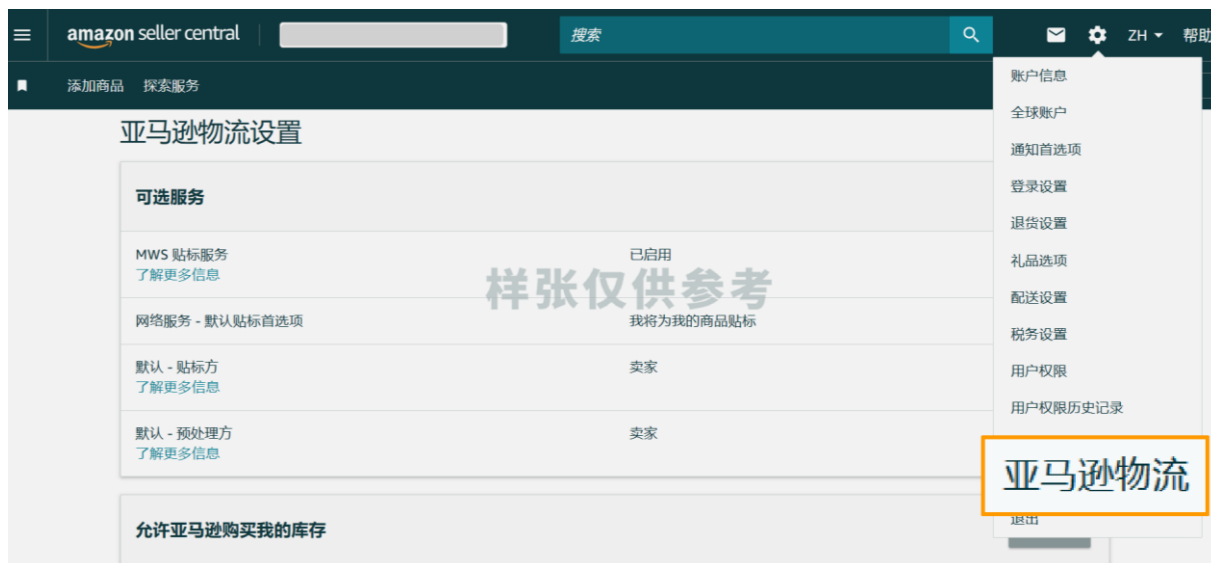 amazon seller central
搜索
ZH
帮助
添加商品 探索服务
亚马逊物流设置
可选服务
MWS 贴标服务 已启用
了解更多信息
网络服务 - 默认贴标首选项 我将为我的商品贴标
默认 - 贴标方 卖家
了解更多信息
默认 - 预处理方 卖家
了解更多信息
允许亚马逊购买我的库存
样张仅供参考
账户信息
全球账户
通知首选项
登录设置
退货设置
礼品选项
配送设置
税务设置
用户权限
用户权限历史记录
亚马逊物流
退出